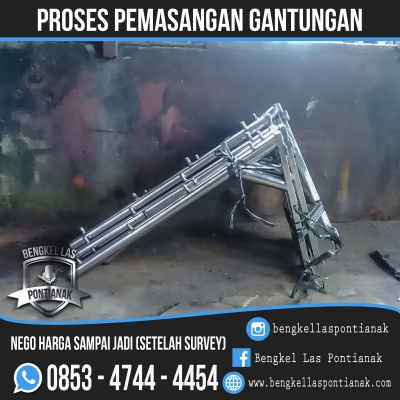 PROSES PEMASANGAN GANTUNGAN
BENGKEL LAS
PONTIANAK
bengkellaspontianak
NEGO HARGA SAMPAI JADI (SETELAH SURVEY)
Bengkel Las Pontianak
0853 - 4744 - 4454
www.bengkellaspontianak.com